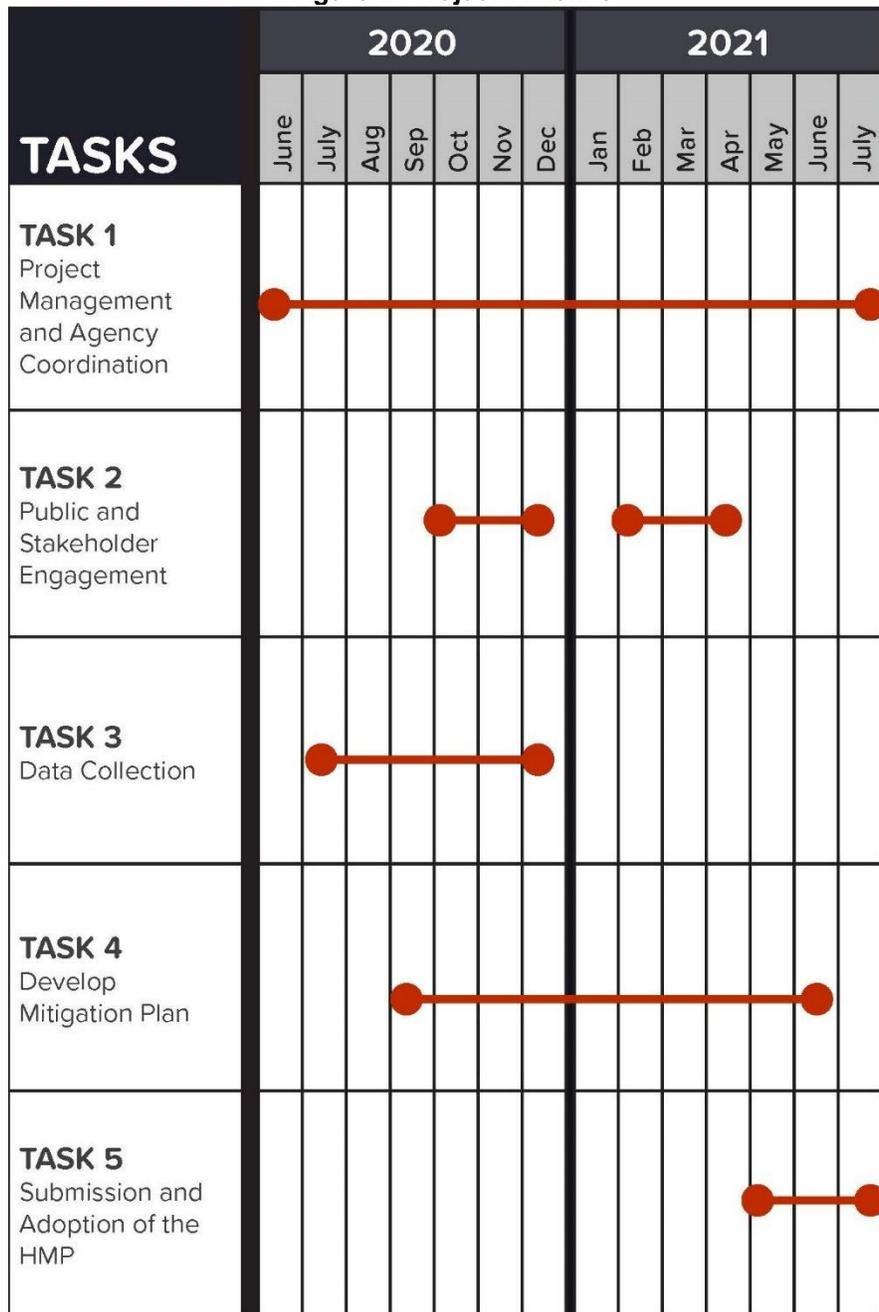 2020 2021
TASKS
June July Aug Sep Oct Nov Dec Jan Feb Mar Apr May June July
TASK 1
Project
Management
and Agency
Coordination
TASK 2
Public and
Stakeholder
Engagement
TASK 3
Data Collection
TASK 4
Develop
Mitigation Plan
TASK 5
Submission and
Adoption of the
HMP